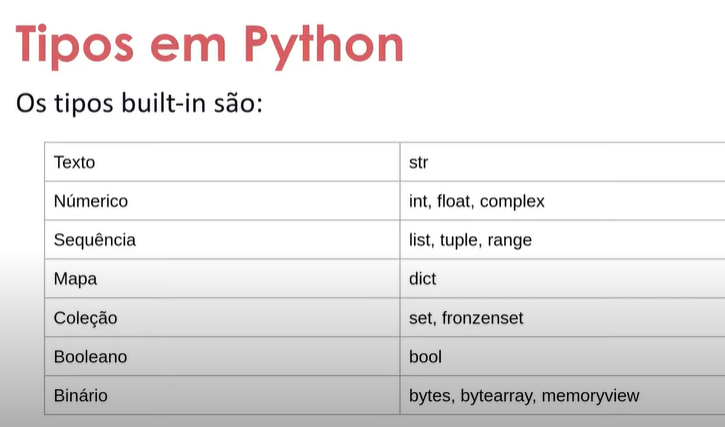 Tipos em Python
Os tipos built-in são:
Texto str
Númerico int, float, complex
Sequência list, tuple, range
Mapa dict
Coleção set, fronzenset
Booleano bool
Binário bytes, bytearray, memoryview